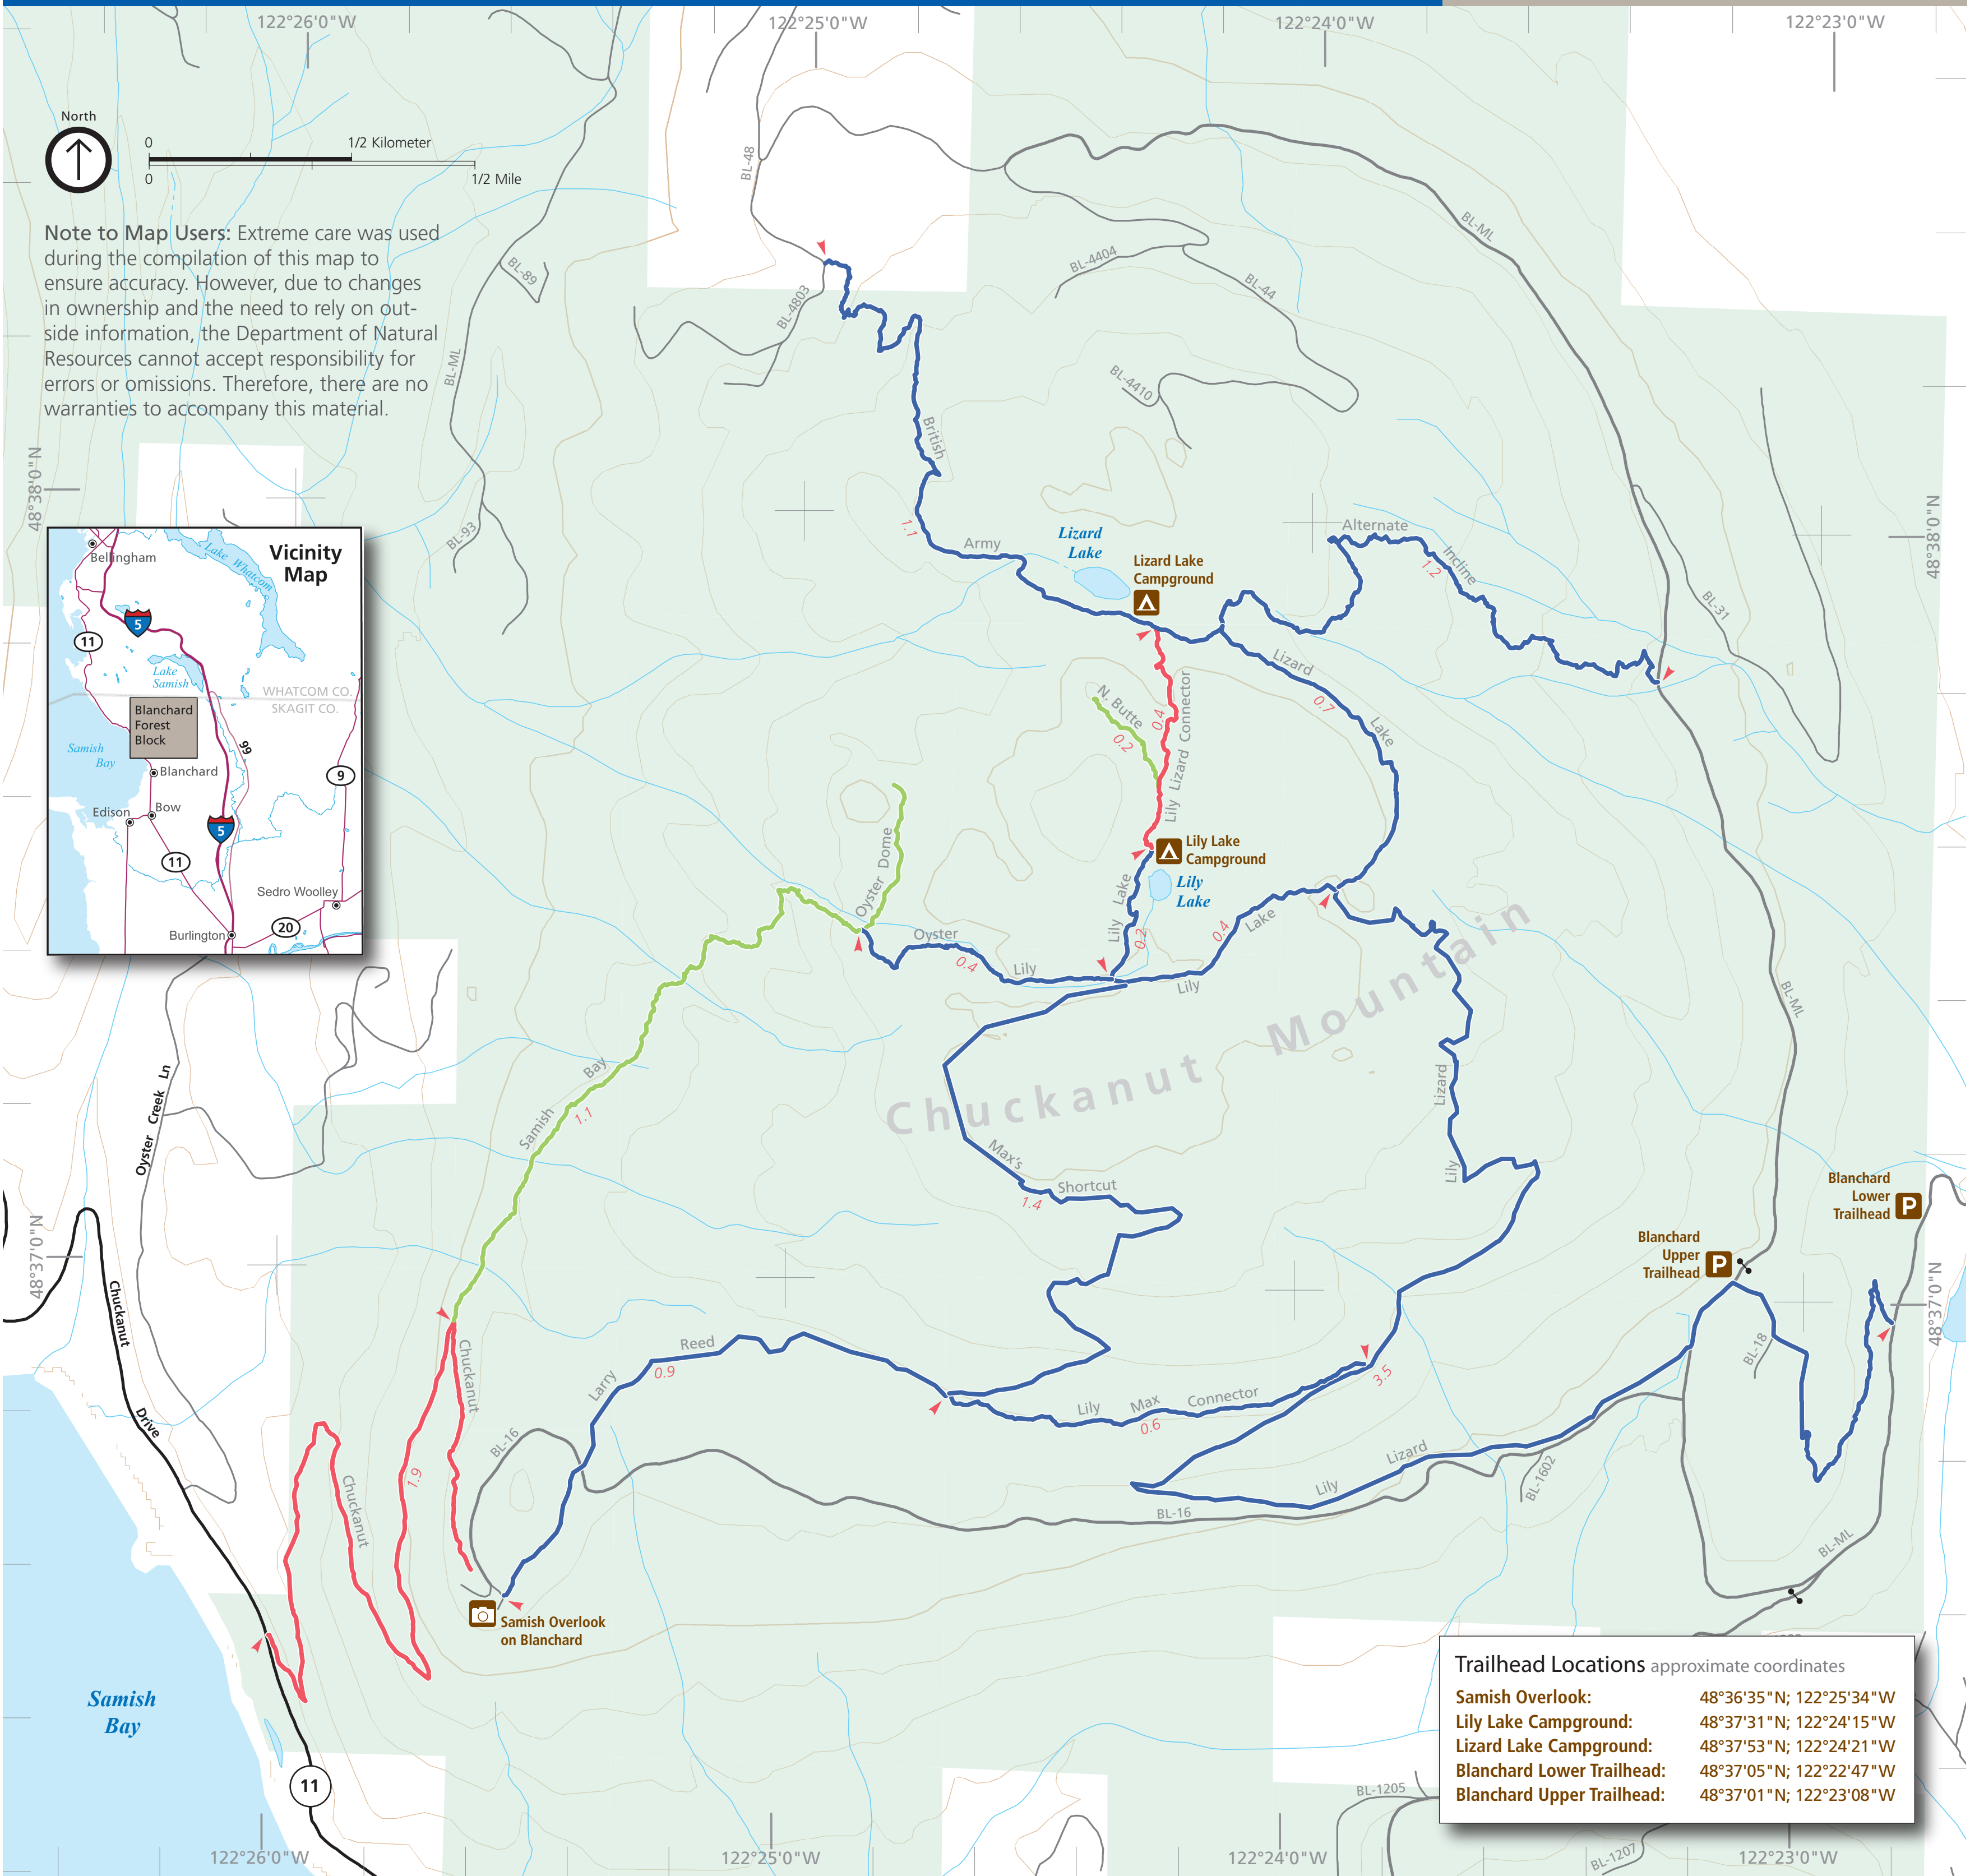 122°26'0"W
122°25'0"W
122°24'0"W
122°23'0"W
North
0
1/2 Kilometer
0
1/2 Mile
Note to Map Users: Extreme care was used
during the compilation of this map to
ensure accuracy. However, due to changes
in ownership and the need to rely on out-
side information, the Department of Natural
Resources cannot accept responsibility for
errors or omissions. Therefore, there are no
warranties to accompany this material.
BL-48
BL-89
BL-4803
BL-4404
BL-44
BL-ML
BL-ML
BL-4410
British
1.1
Army
BL-93
48°38'0"N
48°38'0"N
Lizard
Lake
Lizard Lake
Campground
Alternate
Incline
1.2
BL-31
Vicinity
Map
Bellingham
Lake Whatcom
5
11
Lake
Samish
WHATCOM CO.
SKAGIT CO.
Blanchard
Forest
Block
Samish
Bay
99
Blanchard
9
Edison
Bow
5
11
Sedro Woolley
20
Burlington
Lizard
0.7
Lake
N. Butte
0.2
0.4
Lily Lizard Connector
Lily Lake
Campground
Lily
Lake
Lily Lake
0.2
Oyster Dome
Oyster
0.4
Lily
Lily
0.4
Lake
Chuckanut Mountain
BL-ML
Samish Bay
1.1
Oyster Creek Ln
Max's
Shortcut
1.4
Lizard
Lily
Blanchard
Lower
Trailhead
P
Blanchard
Upper
Trailhead
P
48°37'0"N
48°37'0"N
Chuckanut
Drive
Chuckanut
Chuckanut
1.9
Larry
Reed
0.9
Lily Max Connector
0.6
3.5
BL-18
BL-16
BL-16
Lily
Lizard
BL-1602
BL-ML
Samish Overlook
on Blanchard
Samish
Bay
11
BL-1205
BL-1207
Trailhead Locations approximate coordinates
Samish Overlook: 48°36'35"N; 122°25'34"W
Lily Lake Campground: 48°37'31"N; 122°24'15"W
Lizard Lake Campground: 48°37'53"N; 122°24'21"W
Blanchard Lower Trailhead: 48°37'05"N; 122°22'47"W
Blanchard Upper Trailhead: 48°37'01"N; 122°23'08"W
122°26'0"W
122°25'0"W
122°24'0"W
122°23'0"W